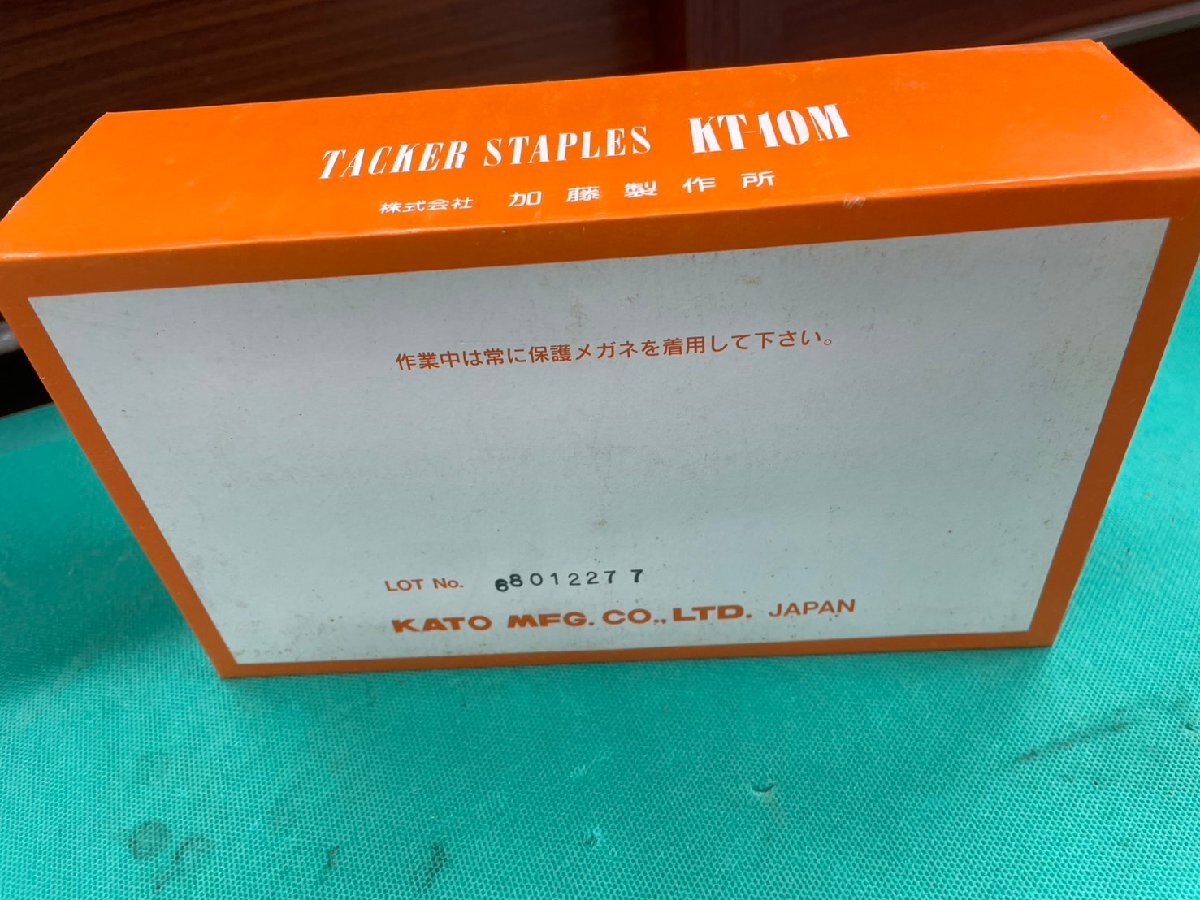 TACKER STAPLES KT-10M
株式会社 加藤製作所
作業中は常に保護メガネを着用して下さい。
LOT No. 6801227 7
KATO MFG. CO., LTD. JAPAN